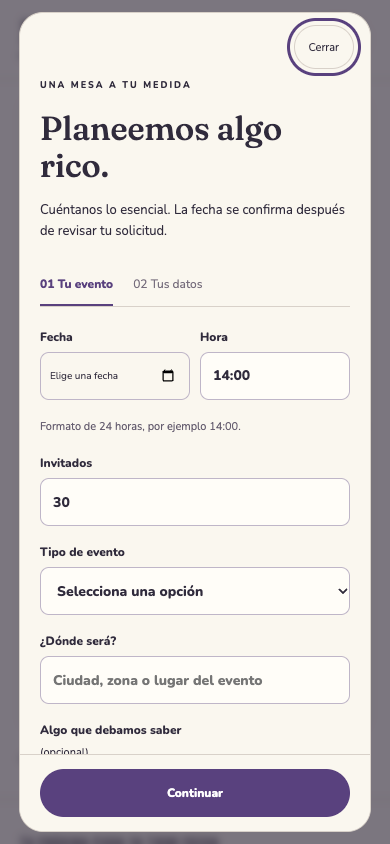 Cerrar
UNA MESA A TU MEDIDA
Planeemos algo
rico.
Cuéntanos lo esencial. La fecha se confirma después
de revisar tu solicitud.
01 Tu evento 02 Tus datos
Fecha Hora
Elige una fecha 14:00
Formato de 24 horas, por ejemplo 14:00.
Invitados
30
Tipo de evento
Selecciona una opción
¿Dónde será?
Ciudad, zona o lugar del evento
Algo que debamos saber
(opcional)
Continuar